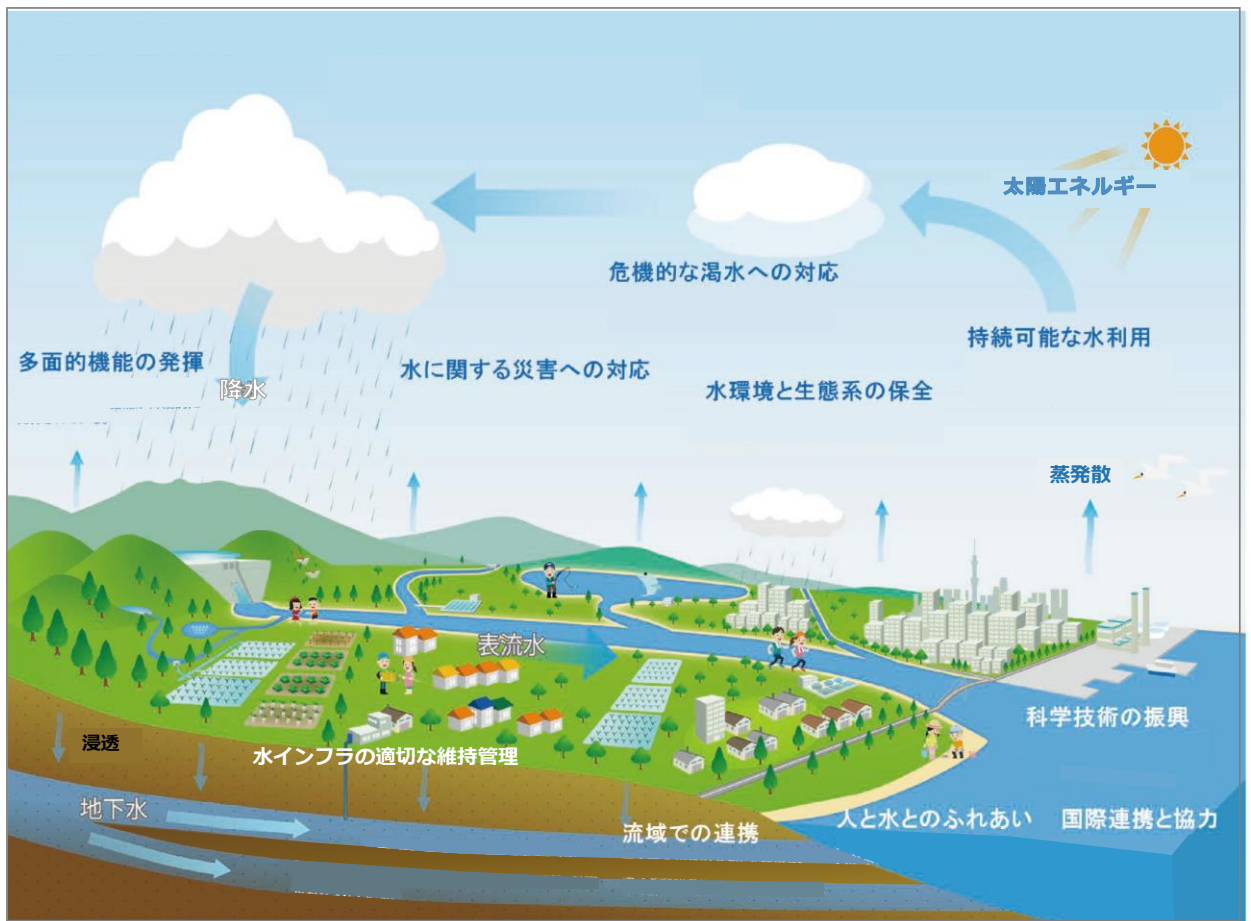 太陽エネルギー
危機的な渇水への対応
持続可能な水利用
多面的機能の発揮
水に関する災害への対応
降水
水環境と生態系の保全
蒸発散
表流水
科学技術の振興
浸透
水インフラの適切な維持管理
地下水
流域での連携
人と水とのふれあい
国際連携と協力